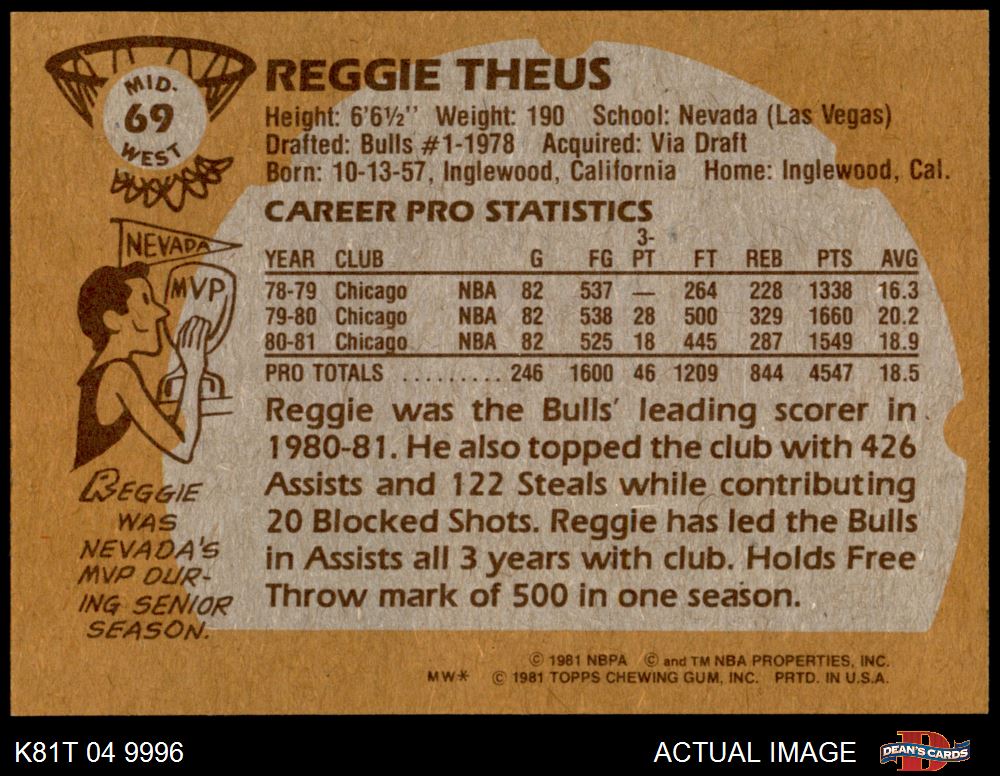 MID-
69
WEST
REGGIE THEUS
Height: 6'6½'' Weight: 190 School: Nevada (Las Vegas)
Drafted: Bulls #1-1978 Acquired: Via Draft
Born: 10-13-57, Inglewood, California Home: Inglewood, Cal.
CAREER PRO STATISTICS
YEAR CLUB G FG 3-PT FT REB PTS AVG
78-79 Chicago NBA 82 537 — 264 228 1338 16.3
79-80 Chicago NBA 82 538 28 500 329 1660 20.2
80-81 Chicago NBA 82 525 18 445 287 1549 18.9
PRO TOTALS .......... 246 1600 46 1209 844 4547 18.5
Reggie was the Bulls' leading scorer in
1980-81. He also topped the club with 426
Assists and 122 Steals while contributing
20 Blocked Shots. Reggie has led the Bulls
in Assists all 3 years with club. Holds Free
Throw mark of 500 in one season.
NEVADA
MVP
REGGIE
WAS
NEVADA'S
MVP DUR-
ING SENIOR
SEASON.
© 1981 NBPA © and TM NBA PROPERTIES, INC.
MW* © 1981 TOPPS CHEWING GUM, INC. PRTD. IN U.S.A.
K81T 04 9996
ACTUAL IMAGE
D
DEAN'S CARDS